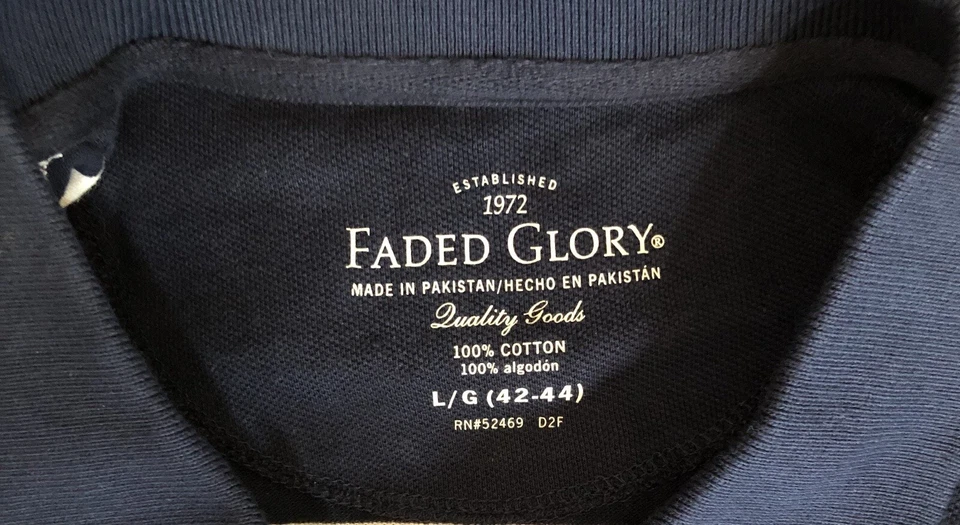 ESTABLISHED
1972
FADED GLORY®
MADE IN PAKISTAN/HECHO EN PAKISTÁN
Quality Goods
100% COTTON
100% algodón
L/G (42-44)
RN#52469 D2F